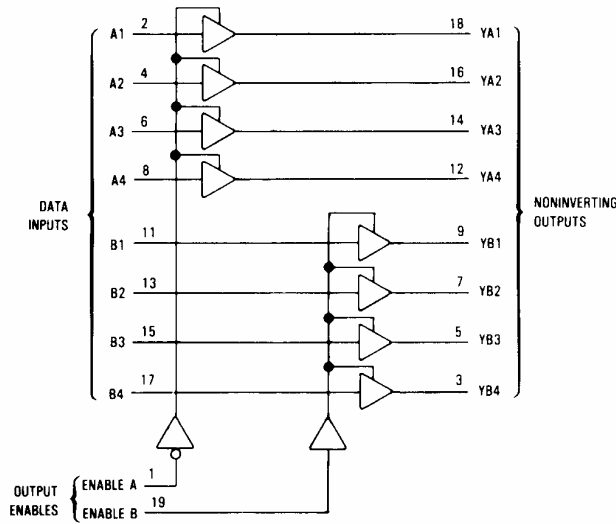 A1 2 18 YA1
A2 4 16 YA2
A3 6 14 YA3
A4 8 12 YA4
DATA
INPUTS
NONINVERTING
OUTPUTS
B1 11 9 YB1
B2 13 7 YB2
B3 15 5 YB3
B4 17 3 YB4
OUTPUT
ENABLES
ENABLE A 1
ENABLE B 19